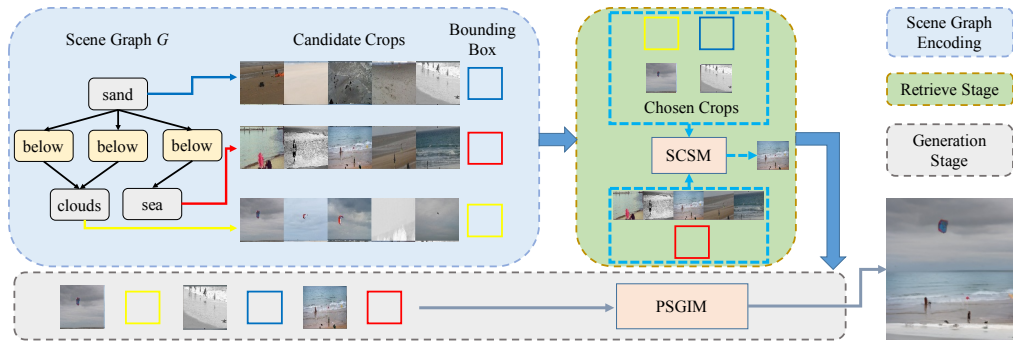 Scene Graph G
Candidate Crops
Bounding
Box
sand
below
below
below
clouds
sea
Chosen Crops
SCSM
Scene Graph
Encoding
Retrieve Stage
Generation
Stage
PSGIM